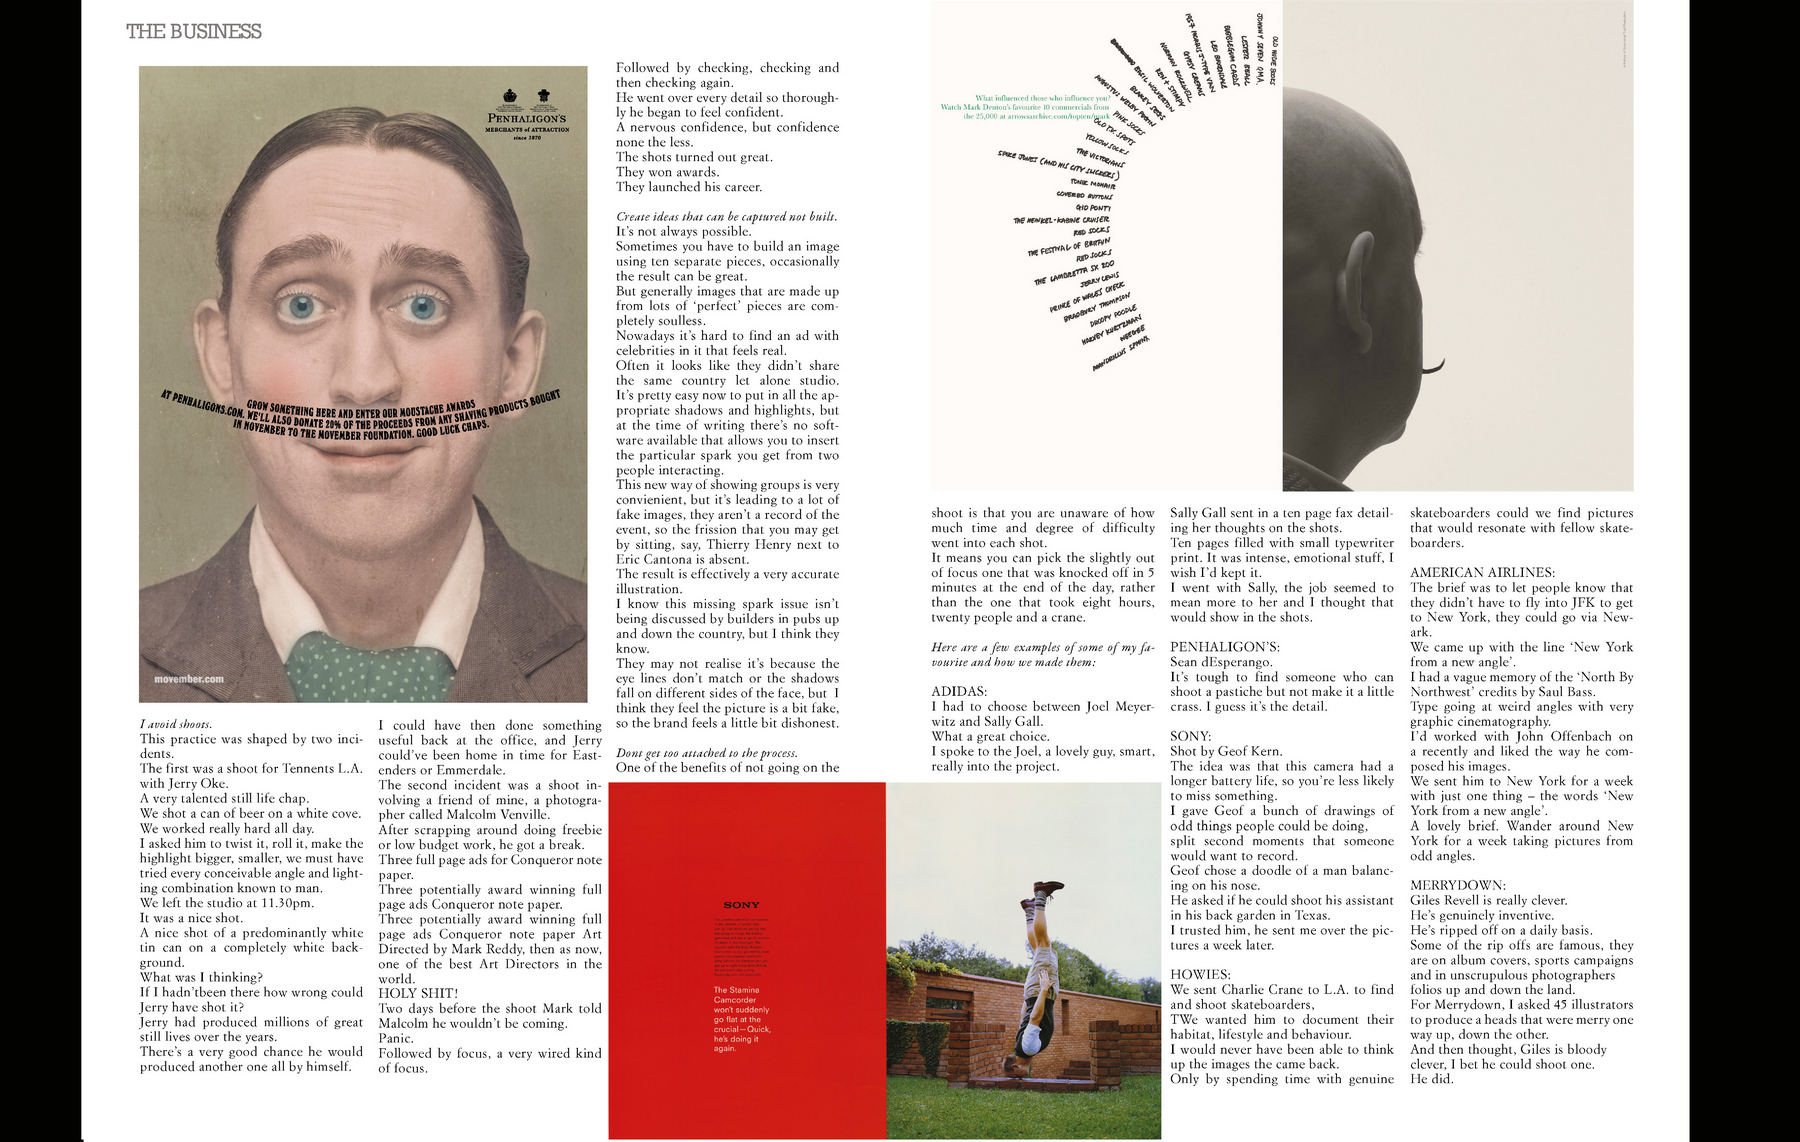 THE BUSINESS
PENHALIGON'S
MERCHANTS of ATTRACTION
since 1870
GROW SOMETHING HERE AND ENTER OUR MOUSTACHE AWARDS
AT PENHALIGONS.COM. WE'LL ALSO DONATE 20% OF THE PROCEEDS FROM ANY SHAVING PRODUCTS BOUGHT
IN NOVEMBER TO THE MOVEMBER FOUNDATION. GOOD LUCK CHAPS.
movember.com
I avoid shoots.
This practice was shaped by two inci-
dents.
The first was a shoot for Tennents L.A.
with Jerry Oke.
A very talented still life chap.
We shot a can of beer on a white cove.
We worked really hard all day.
I asked him to twist it, roll it, make the
highlight bigger, smaller, we must have
tried every conceivable angle and light-
ing combination known to man.
We left the studio at 11.30pm.
It was a nice shot.
A nice shot of a predominantly white
tin can on a completely white back-
ground.
What was I thinking?
If I hadn'tbeen there how wrong could
Jerry have shot it?
Jerry had produced millions of great
still lives over the years.
There's a very good chance he would
produced another one all by himself.
I could have then done something
useful back at the office, and Jerry
could've been home in time for East-
enders or Emmerdale.
The second incident was a shoot in-
volving a friend of mine, a photogra-
pher called Malcolm Venville.
After scrapping around doing freebie
or low budget work, he got a break.
Three full page ads for Conqueror note
paper.
Three potentially award winning full
page ads Conqueror note paper.
Three potentially award winning full
page ads Conqueror note paper Art
Directed by Mark Reddy, then as now,
one of the best Art Directors in the
world.
HOLY SHIT!
Two days before the shoot Mark told
Malcolm he wouldn't be coming.
Panic.
Followed by focus, a very wired kind
of focus.
Followed by checking, checking and
then checking again.
He went over every detail so thorough-
ly he began to feel confident.
A nervous confidence, but confidence
none the less.
The shots turned out great.
They won awards.
They launched his career.
Create ideas that can be captured not built.
It's not always possible.
Sometimes you have to build an image
using ten separate pieces, occasionally
the result can be great.
But generally images that are made up
from lots of 'perfect' pieces are com-
pletely soulless.
Nowadays it's hard to find an ad with
celebrities in it that feels real.
Often it looks like they didn't share
the same country let alone studio.
It's pretty easy now to put in all the ap-
propriate shadows and highlights, but
at the time of writing there's no soft-
ware available that allows you to insert
the particular spark you get from two
people interacting.
This new way of showing groups is very
convienient, but it's leading to a lot of
fake images, they aren't a record of the
event, so the frission that you may get
by sitting, say, Thierry Henry next to
Eric Cantona is absent.
The result is effectively a very accurate
illustration.
I know this missing spark issue isn't
being discussed by builders in pubs up
and down the country, but I think they
know.
They may not realise it's because the
eye lines don't match or the shadows
fall on different sides of the face, but I
think they feel the picture is a bit fake,
so the brand feels a little bit dishonest.
Dont get too attached to the process.
One of the benefits of not going on the
SONY
The Stamina
Camcorder
won't suddenly
go flat at the
crucial—Quick,
he's doing it
again.
What influenced those who influence you?
Watch Mark Denton's favourite 10 commercials from
the 25,000 at arrowsarchive.com/topten/mark
OLD MOVIE BOOKS
JOHNNY SEVEN O.M.A.
LESTER BEALL
BUBBLEGUM CARDS
LEO BAXENDALE
1957 MORRIS J-TYPE VAN
GYPSY CREAMS
NORMAN ROCKWELL
REN & STIMPY
BASIL WOLVERTON
BLAKEY SEGS
AUGUSTUS WELBY PUGIN
PINK SOCKS
OLD TV SPOTS
YELLOW SOCKS
THE VICTORIANS
SPIKE JONES (AND HIS CITY SLICKERS)
TONIK MOHAIR
COVERED BUTTONS
GIO PONTI
THE HEINKEL-KABINE CRUISER
RED SOCKS
THE FESTIVAL OF BRITAIN
RED SOCKS
THE LAMBRETTA SX 200
JERRY LEWIS
PRINCE OF WALES CHECK
BRADBURY THOMPSON
DROOPY POODLE
HARVEY KURTZMAN
WEEGEE
MANDRILLUS SPHINX
shoot is that you are unaware of how
much time and degree of difficulty
went into each shot.
It means you can pick the slightly out
of focus one that was knocked off in 5
minutes at the end of the day, rather
than the one that took eight hours,
twenty people and a crane.
Here are a few examples of some of my fa-
vourite and how we made them:
ADIDAS:
I had to choose between Joel Meyer-
witz and Sally Gall.
What a great choice.
I spoke to the Joel, a lovely guy, smart,
really into the project.
Sally Gall sent in a ten page fax detail-
ing her thoughts on the shots.
Ten pages filled with small typewriter
print. It was intense, emotional stuff, I
wish I'd kept it.
I went with Sally, the job seemed to
mean more to her and I thought that
would show in the shots.
PENHALIGON'S:
Sean dEsperango.
It's tough to find someone who can
shoot a pastiche but not make it a little
crass. I guess it's the detail.
SONY:
Shot by Geof Kern.
The idea was that this camera had a
longer battery life, so you're less likely
to miss something.
I gave Geof a bunch of drawings of
odd things people could be doing,
split second moments that someone
would want to record.
Geof chose a doodle of a man balanc-
ing on his nose.
He asked if he could shoot his assistant
in his back garden in Texas.
I trusted him, he sent me over the pic-
tures a week later.
HOWIES:
We sent Charlie Crane to L.A. to find
and shoot skateboarders,
TWe wanted him to document their
habitat, lifestyle and behaviour.
I would never have been able to think
up the images the came back.
Only by spending time with genuine
skateboarders could we find pictures
that would resonate with fellow skate-
boarders.
AMERICAN AIRLINES:
The brief was to let people know that
they didn't have to fly into JFK to get
to New York, they could go via New-
ark.
We came up with the line 'New York
from a new angle'.
I had a vague memory of the 'North By
Northwest' credits by Saul Bass.
Type going at weird angles with very
graphic cinematography.
I'd worked with John Offenbach on
a recently and liked the way he com-
posed his images.
We sent him to New York for a week
with just one thing – the words 'New
York from a new angle'.
A lovely brief. Wander around New
York for a week taking pictures from
odd angles.
MERRYDOWN:
Giles Revell is really clever.
He's genuinely inventive.
He's ripped off on a daily basis.
Some of the rip offs are famous, they
are on album covers, sports campaigns
and in unscrupulous photographers
folios up and down the land.
For Merrydown, I asked 45 illustrators
to produce a heads that were merry one
way up, down the other.
And then thought, Giles is bloody
clever, I bet he could shoot one.
He did.